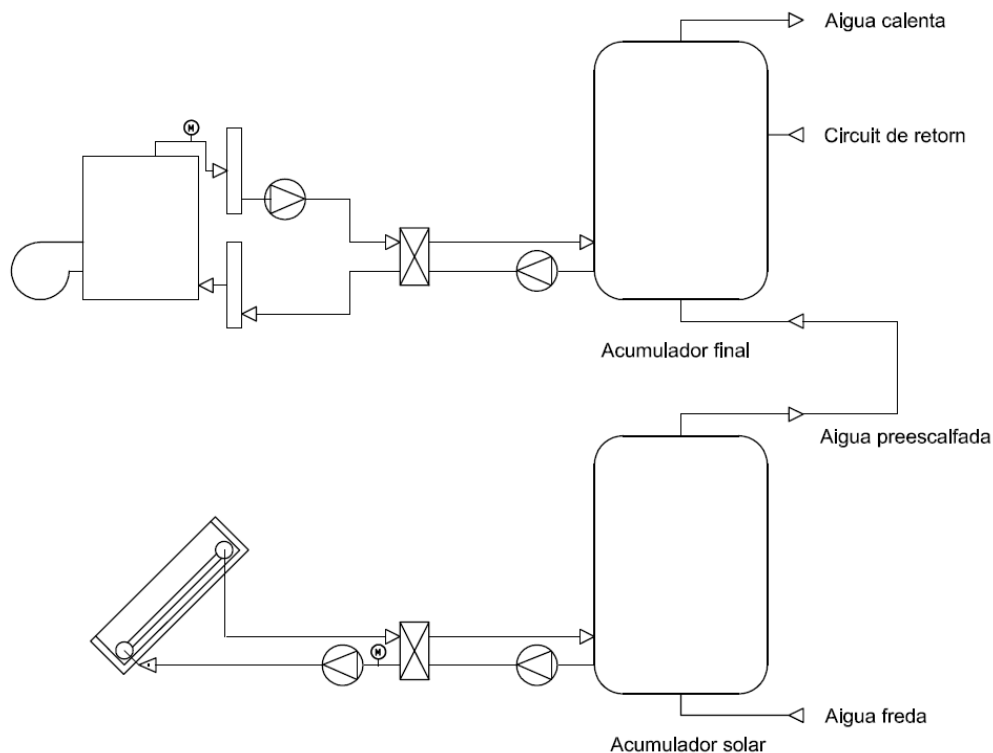 Aigua calenta
M
Circuit de retorn
Acumulador final
Aigua preescalfada
M
Aigua freda
Acumulador solar